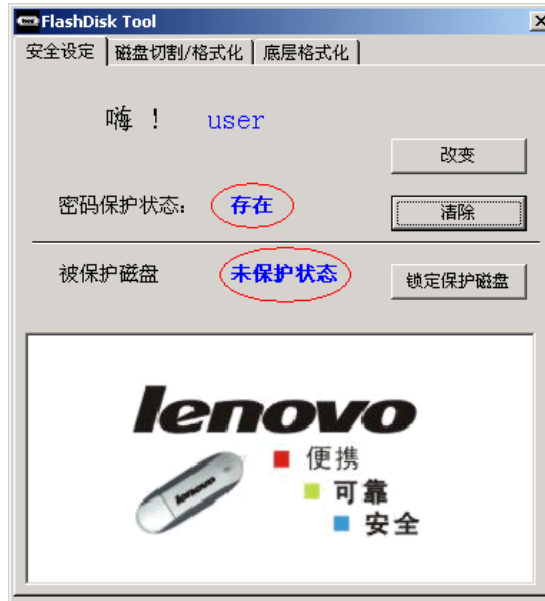 FlashDisk Tool
安全设定 磁盘切割/格式化 底层格式化
嗨 ! user
改变
密码保护状态: 存在
清除
被保护磁盘 未保护状态 锁定保护磁盘
lenovo
便携
可靠
安全
lenovo